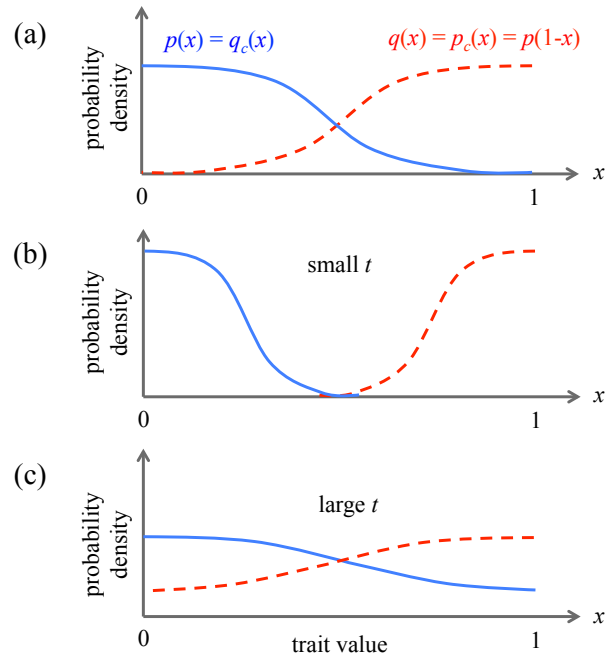 (a)
p(x) = q_c(x)
q(x) = p_c(x) = p(1-x)
probability
density
0
1
x
(b)
small t
probability
density
0
1
x
(c)
large t
probability
density
0
trait value
1
x